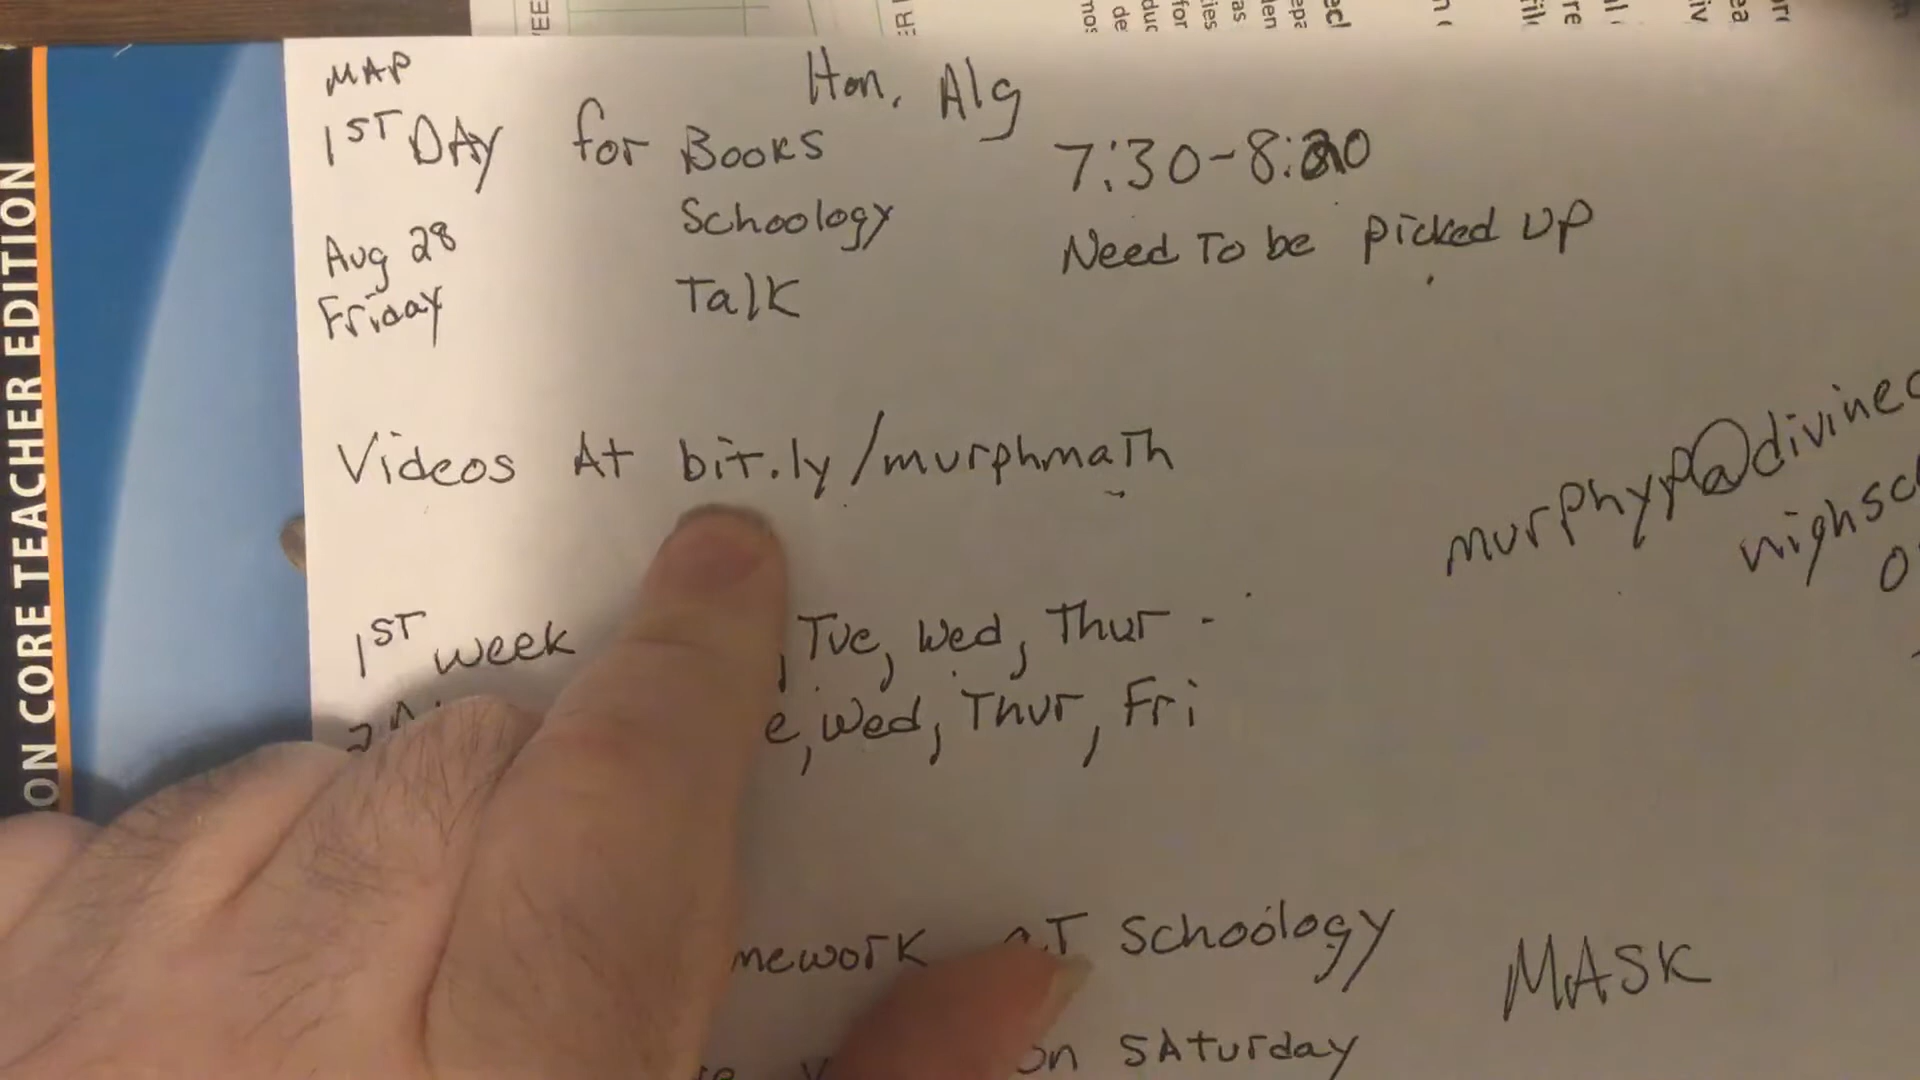 MAP
Hon. Alg
1ST DAY for Books
7:30-8:20
Schoology
Need To be picked up
Aug 28
Friday
Talk
Videos At bit.ly/murphmath
1ST week , Tue, Wed, Thur -
e, Wed, Thur, Fri
mework AT Schoology
MASK
on Saturday
ON CORE TEACHER EDITION